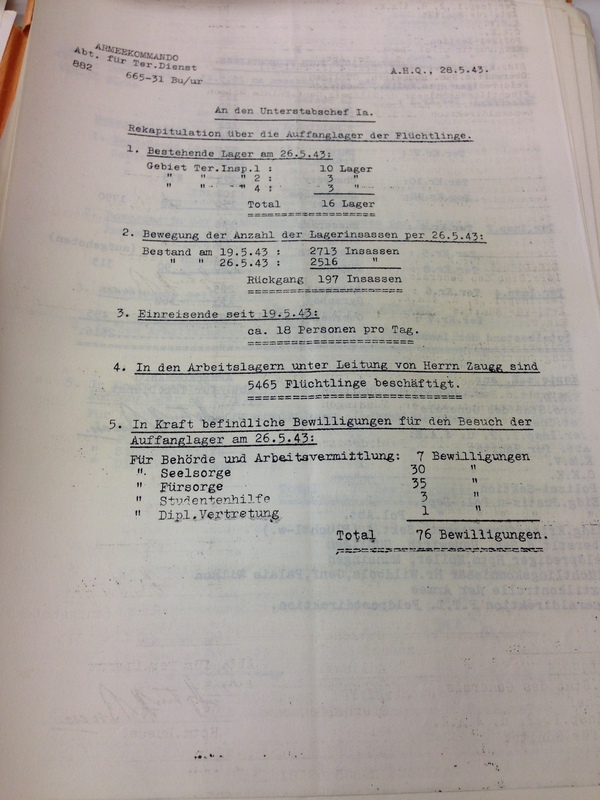 ARMEEKOMMANDO
Abt. für Ter.Dienst
882
665-31 Bu/ur
A.H.Q., 28.5.43.
An den Unterstabschef Ia.
Rekapitulation über die Auffanglager der Flüchtlinge.
1. Bestehende Lager am 26.5.43:
Gebiet Ter.Insp.1 : 10 Lager
" " " 2 : 3 "
" " " 4 : 3 "
Total 16 Lager
2. Bewegung der Anzahl der Lagerinsassen per 26.5.43:
Bestand am 19.5.43 : 2713 Insassen
" " 26.5.43 : 2516 "
Rückgang 197 Insassen
3. Einreisende seit 19.5.43:
ca. 18 Personen pro Tag.
4. In den Arbeitslagern unter Leitung von Herrn Zaugg sind
5465 Flüchtlinge beschäftigt.
5. In Kraft befindliche Bewilligungen für den Besuch der
Auffanglager am 26.5.43:
Für Behörde und Arbeitsvermittlung: 7 Bewilligungen
" Seelsorge 30 "
" Fürsorge 35 "
" Studentenhilfe 3 "
" Dipl.Vertretung 1 "
Total 76 Bewilligungen.